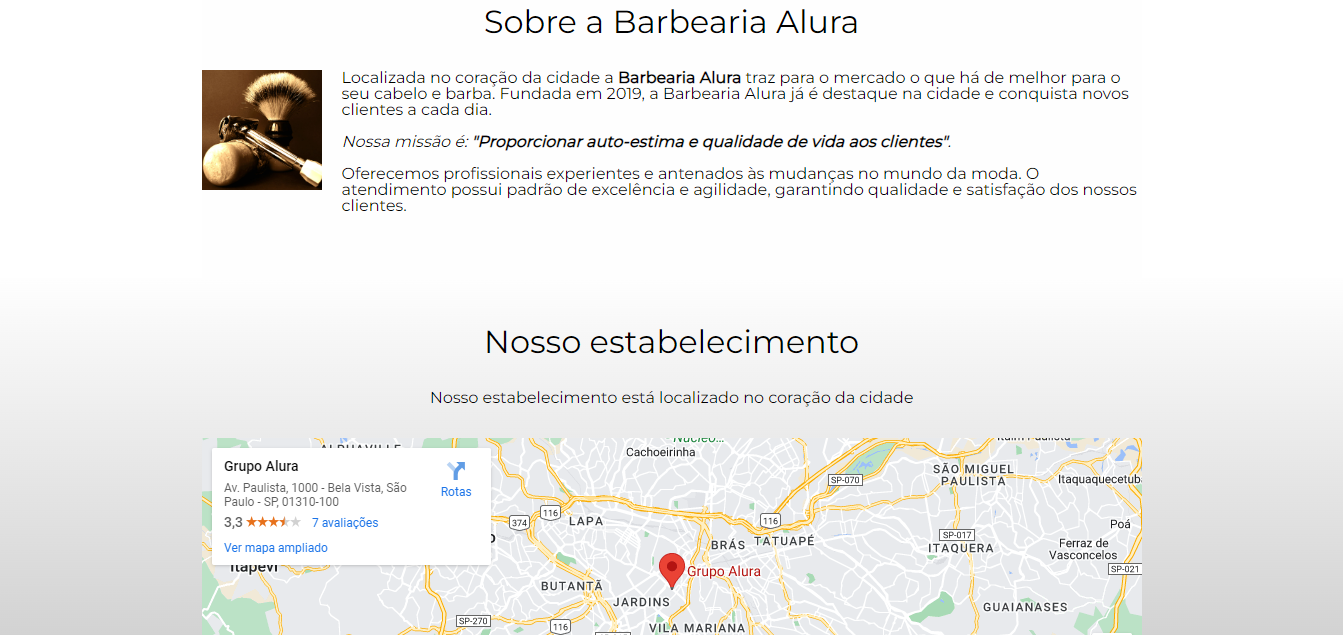 Sobre a Barbearia Alura
Localizada no coração da cidade a Barbearia Alura traz para o mercado o que há de melhor para o
seu cabelo e barba. Fundada em 2019, a Barbearia Alura já é destaque na cidade e conquista novos
clientes a cada dia.
Nossa missão é: "Proporcionar auto-estima e qualidade de vida aos clientes".
Oferecemos profissionais experientes e antenados às mudanças no mundo da moda. O
atendimento possui padrão de excelência e agilidade, garantindo qualidade e satisfação dos nossos
clientes.
Nosso estabelecimento
Nosso estabelecimento está localizado no coração da cidade
Grupo Alura
Av. Paulista, 1000 - Bela Vista, São
Paulo - SP, 01310-100
3,3
7 avaliações
Ver mapa ampliado
Rotas
ALPHAVILLE
Núcleo...
Cachoeirinha
SÃO MIGUEL
PAULISTA
Itaquaquecetub
SP-070
116
374
LAPA
116
BRÁS
TATUAPÉ
SP-017
ITAQUERA
Poá
Ferraz de
Vasconcelos
SP-021
Itapevi
Grupo Alura
BUTANTÃ
JARDINS
GUAIANASES
SP-270
116
VILA MARIANA